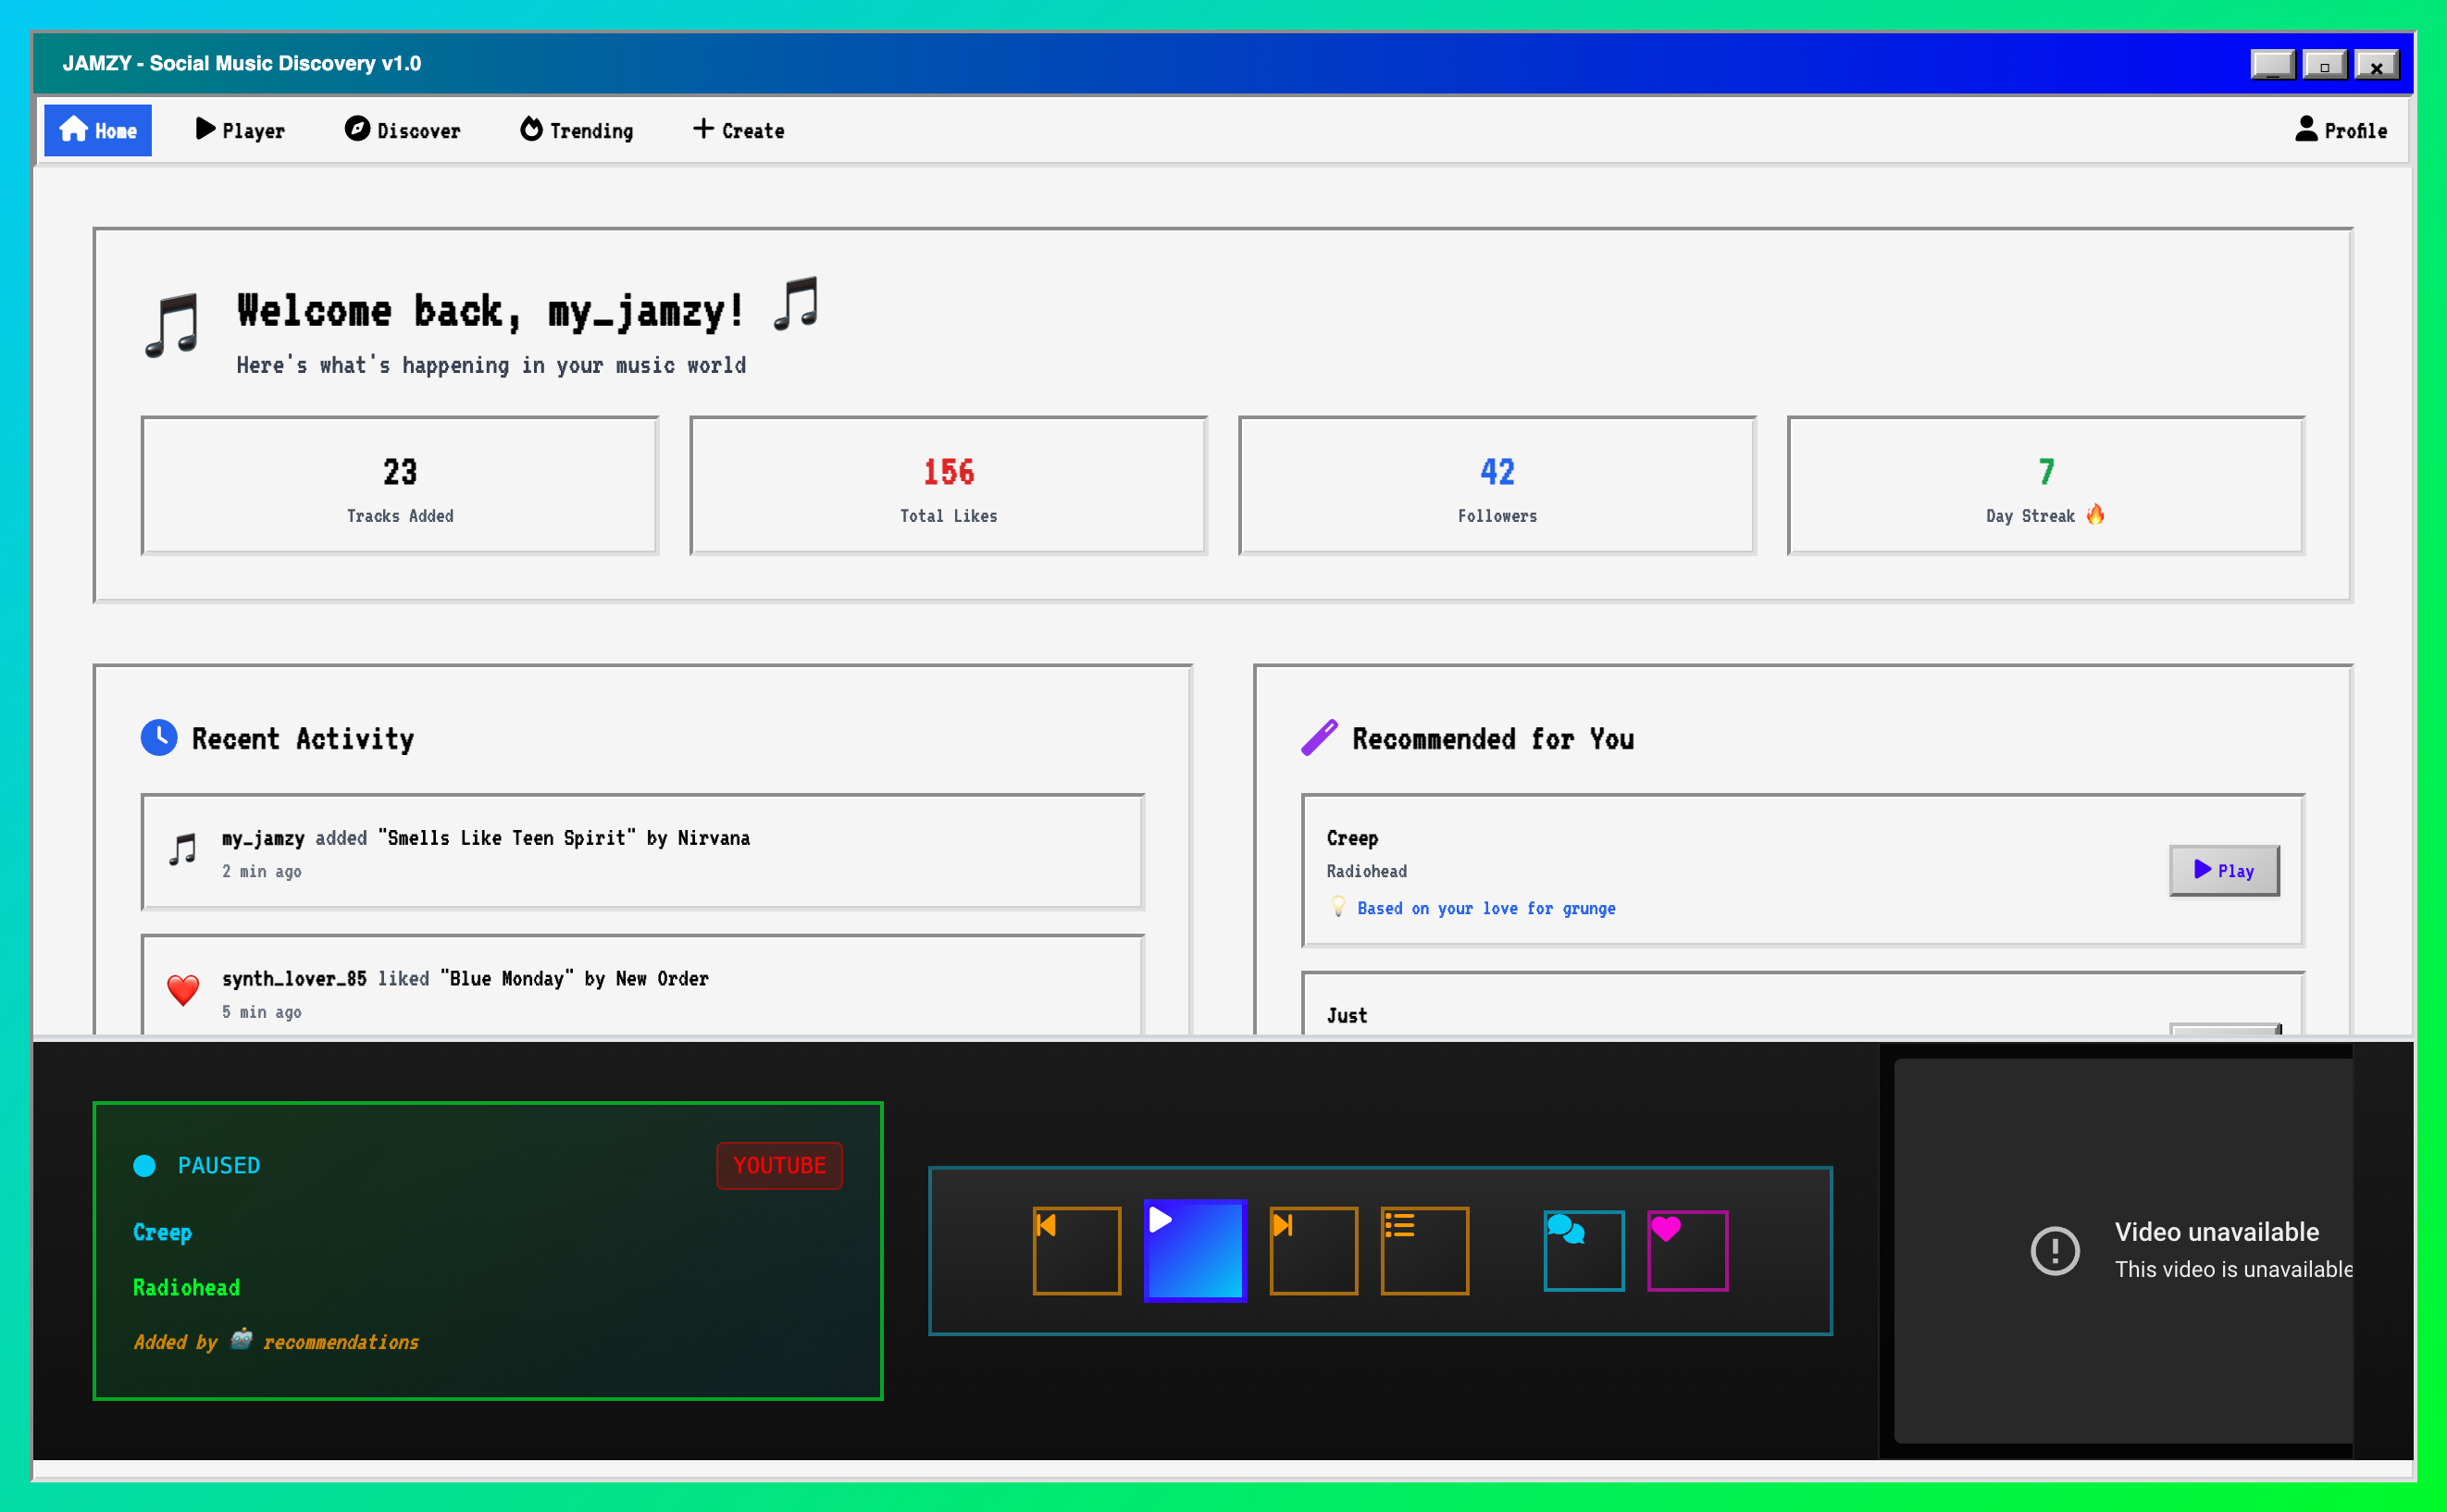 JAMZY - Social Music Discovery v1.0
Home
Player
Discover
Trending
Create
Profile
Welcome back, my_jamzy!
Here's what's happening in your music world
23
Tracks Added
156
Total Likes
42
Followers
7
Day Streak
Recent Activity
my_jamzy added "Smells Like Teen Spirit" by Nirvana
2 min ago
synth_lover_85 liked "Blue Monday" by New Order
5 min ago
Recommended for You
Creep
Radiohead
Based on your love for grunge
Play
Just
PAUSED
YOUTUBE
Creep
Radiohead
Added by recommendations
Video unavailable
This video is unavailable